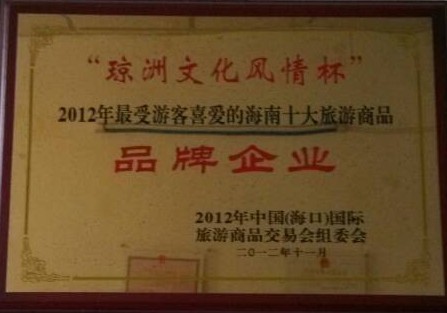 “琼洲文化风情杯”
2012年最受游客喜爱的海南十大旅游商品
品牌企业
2012年中国(海口)国际
旅游商品交易会组委会
二〇一二年十一月